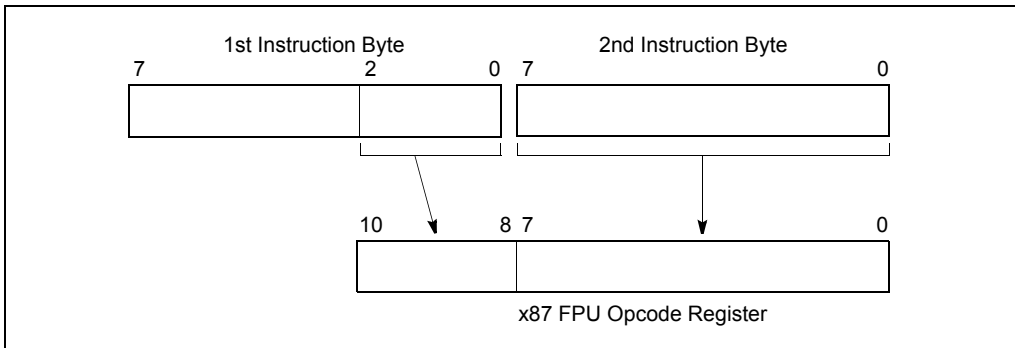 1st Instruction Byte 2nd Instruction Byte
7 2 0 7 0
10 8 7 0
x87 FPU Opcode Register